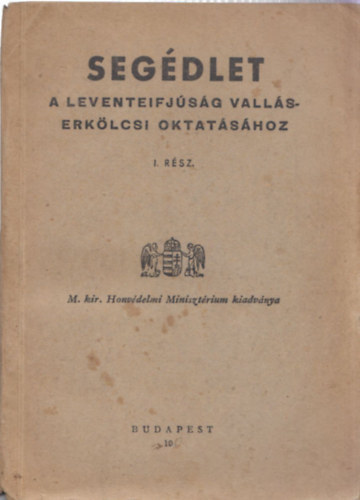 SEGÉDLET
A LEVENTEIFJÚSÁG VALLÁS-
ERKÖLCSI OKTATÁSÁHOZ
I. RÉSZ.
M. kir. Honvédelmi Minisztérium kiadványa
BUDAPEST